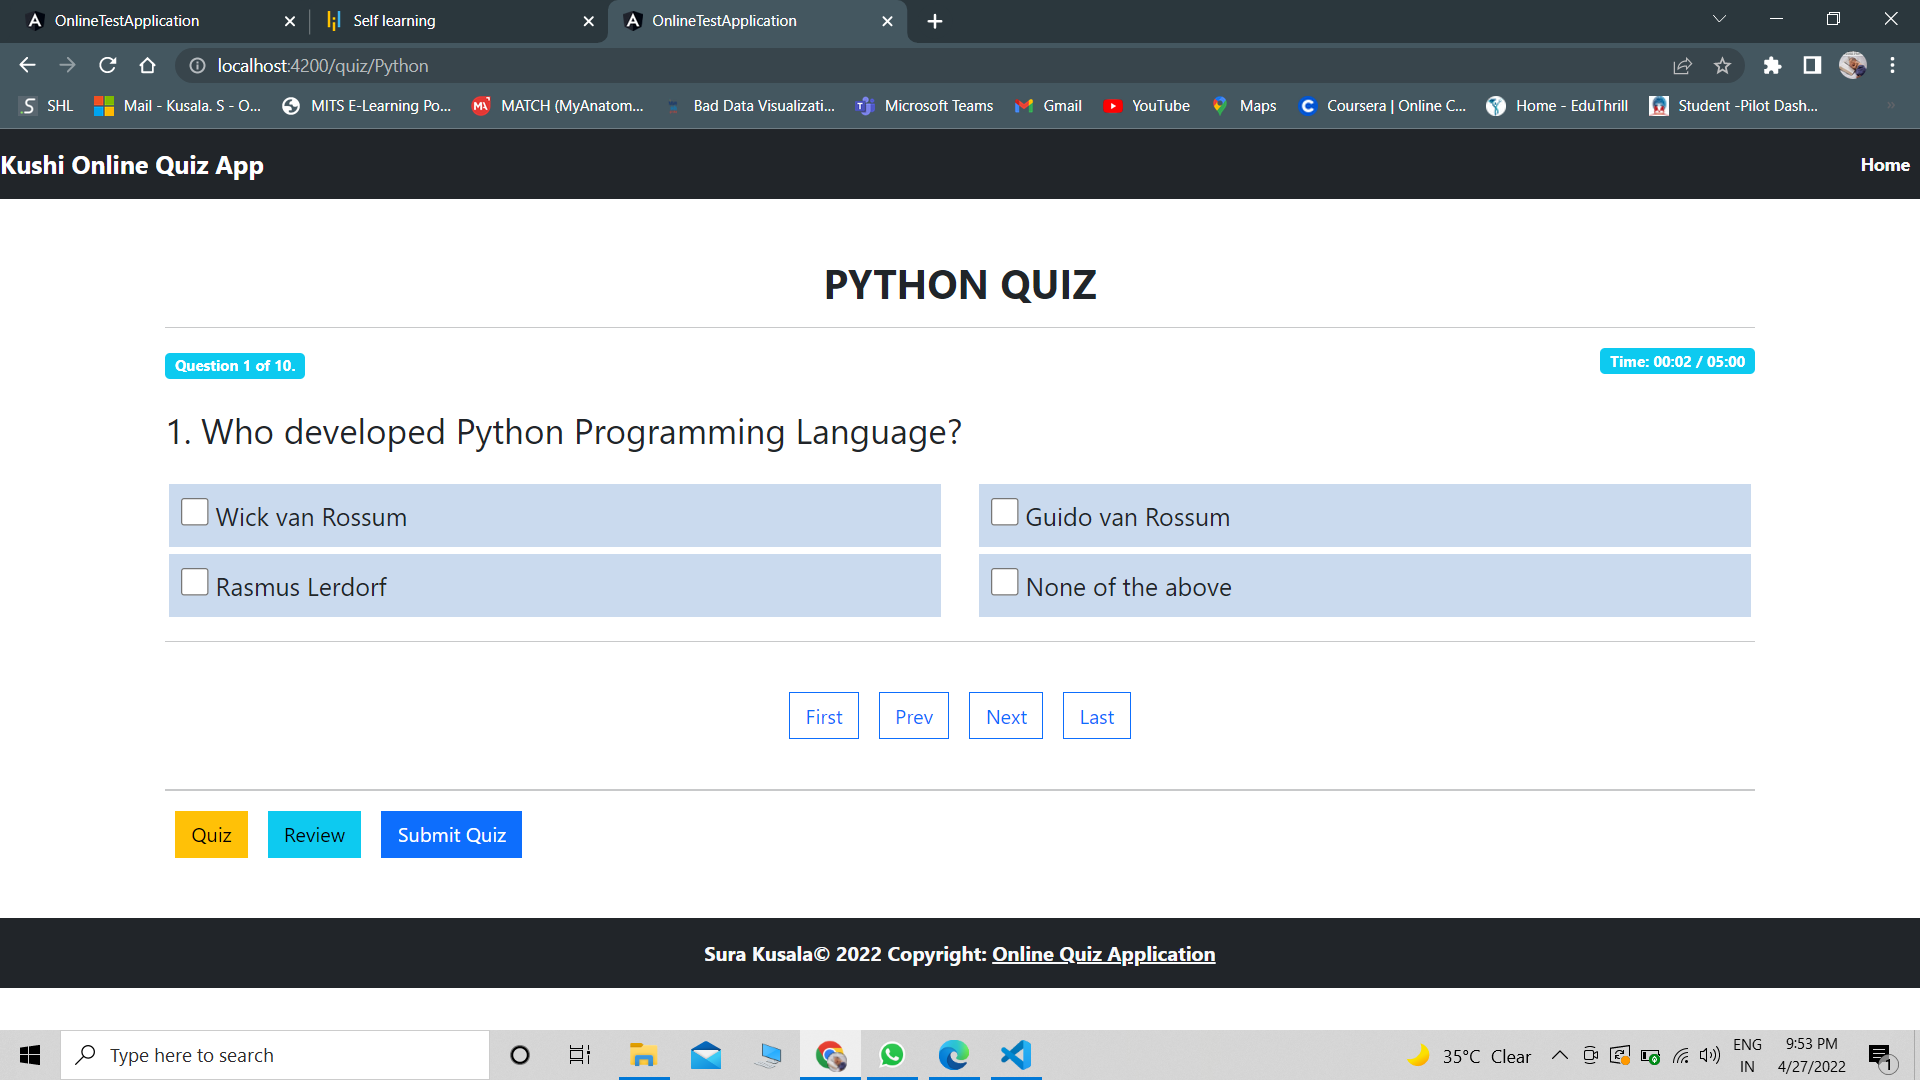 OnlineTestApplication
Self learning
OnlineTestApplication
localhost:4200/quiz/Python
SHL
Mail - Kusala. S - O...
MITS E-Learning Po...
MATCH (MyAnatom...
Bad Data Visualizati...
Microsoft Teams
Gmail
YouTube
Maps
Coursera | Online C...
Home - EduThrill
Student -Pilot Dash...
Kushi Online Quiz App
Home
PYTHON QUIZ
Question 1 of 10.
Time: 00:02 / 05:00
1. Who developed Python Programming Language?
Wick van Rossum
Guido van Rossum
Rasmus Lerdorf
None of the above
First
Prev
Next
Last
Quiz
Review
Submit Quiz
Sura Kusala© 2022 Copyright: Online Quiz Application
Type here to search
35°C Clear
ENG
IN
9:53 PM
4/27/2022
1